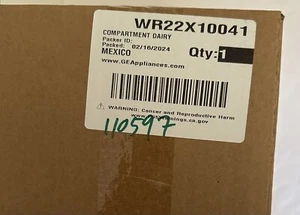 WR22X10041
COMPARTMENT DAIRY
Packer ID:
Packed: 02/16/2024
MEXICO
Qty:1
www.GEAppliances.com
WARNING: Cancer and Reproductive Harm
110597